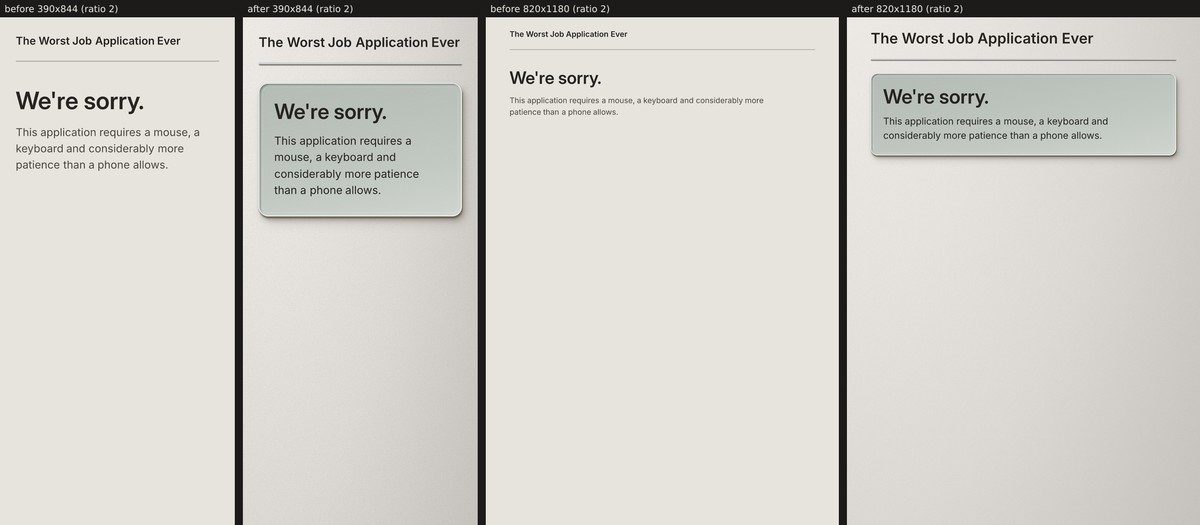 before 390x844 (ratio 2)
The Worst Job Application Ever
We're sorry.
This application requires a mouse, a
keyboard and considerably more
patience than a phone allows.
after 390x844 (ratio 2)
The Worst Job Application Ever
We're sorry.
This application requires a
mouse, a keyboard and
considerably more patience
than a phone allows.
before 820x1180 (ratio 2)
The Worst Job Application Ever
We're sorry.
This application requires a mouse, a keyboard and considerably more
patience than a phone allows.
after 820x1180 (ratio 2)
The Worst Job Application Ever
We're sorry.
This application requires a mouse, a keyboard and
considerably more patience than a phone allows.